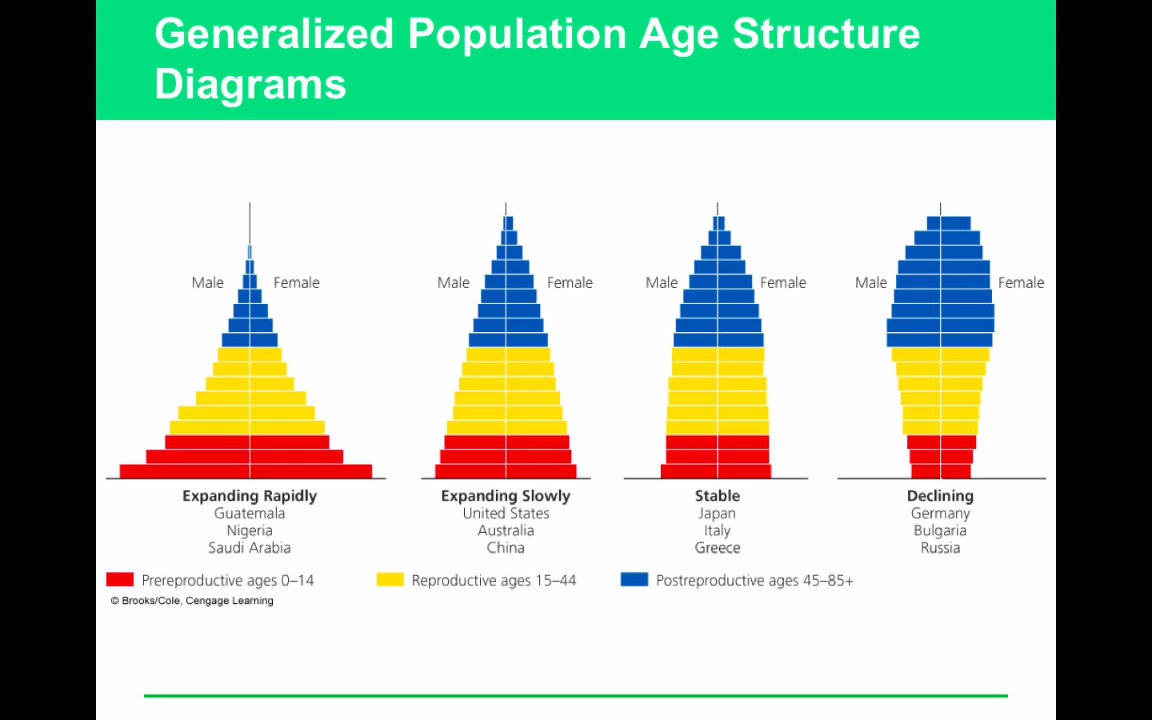 Generalized Population Age Structure
Diagrams
Male Female
Male Female
Male Female
Male Female
Expanding Rapidly
Guatemala
Nigeria
Saudi Arabia
Expanding Slowly
United States
Australia
China
Stable
Japan
Italy
Greece
Declining
Germany
Bulgaria
Russia
Prereproductive ages 0–14
Reproductive ages 15–44
Postreproductive ages 45–85+
© Brooks/Cole, Cengage Learning